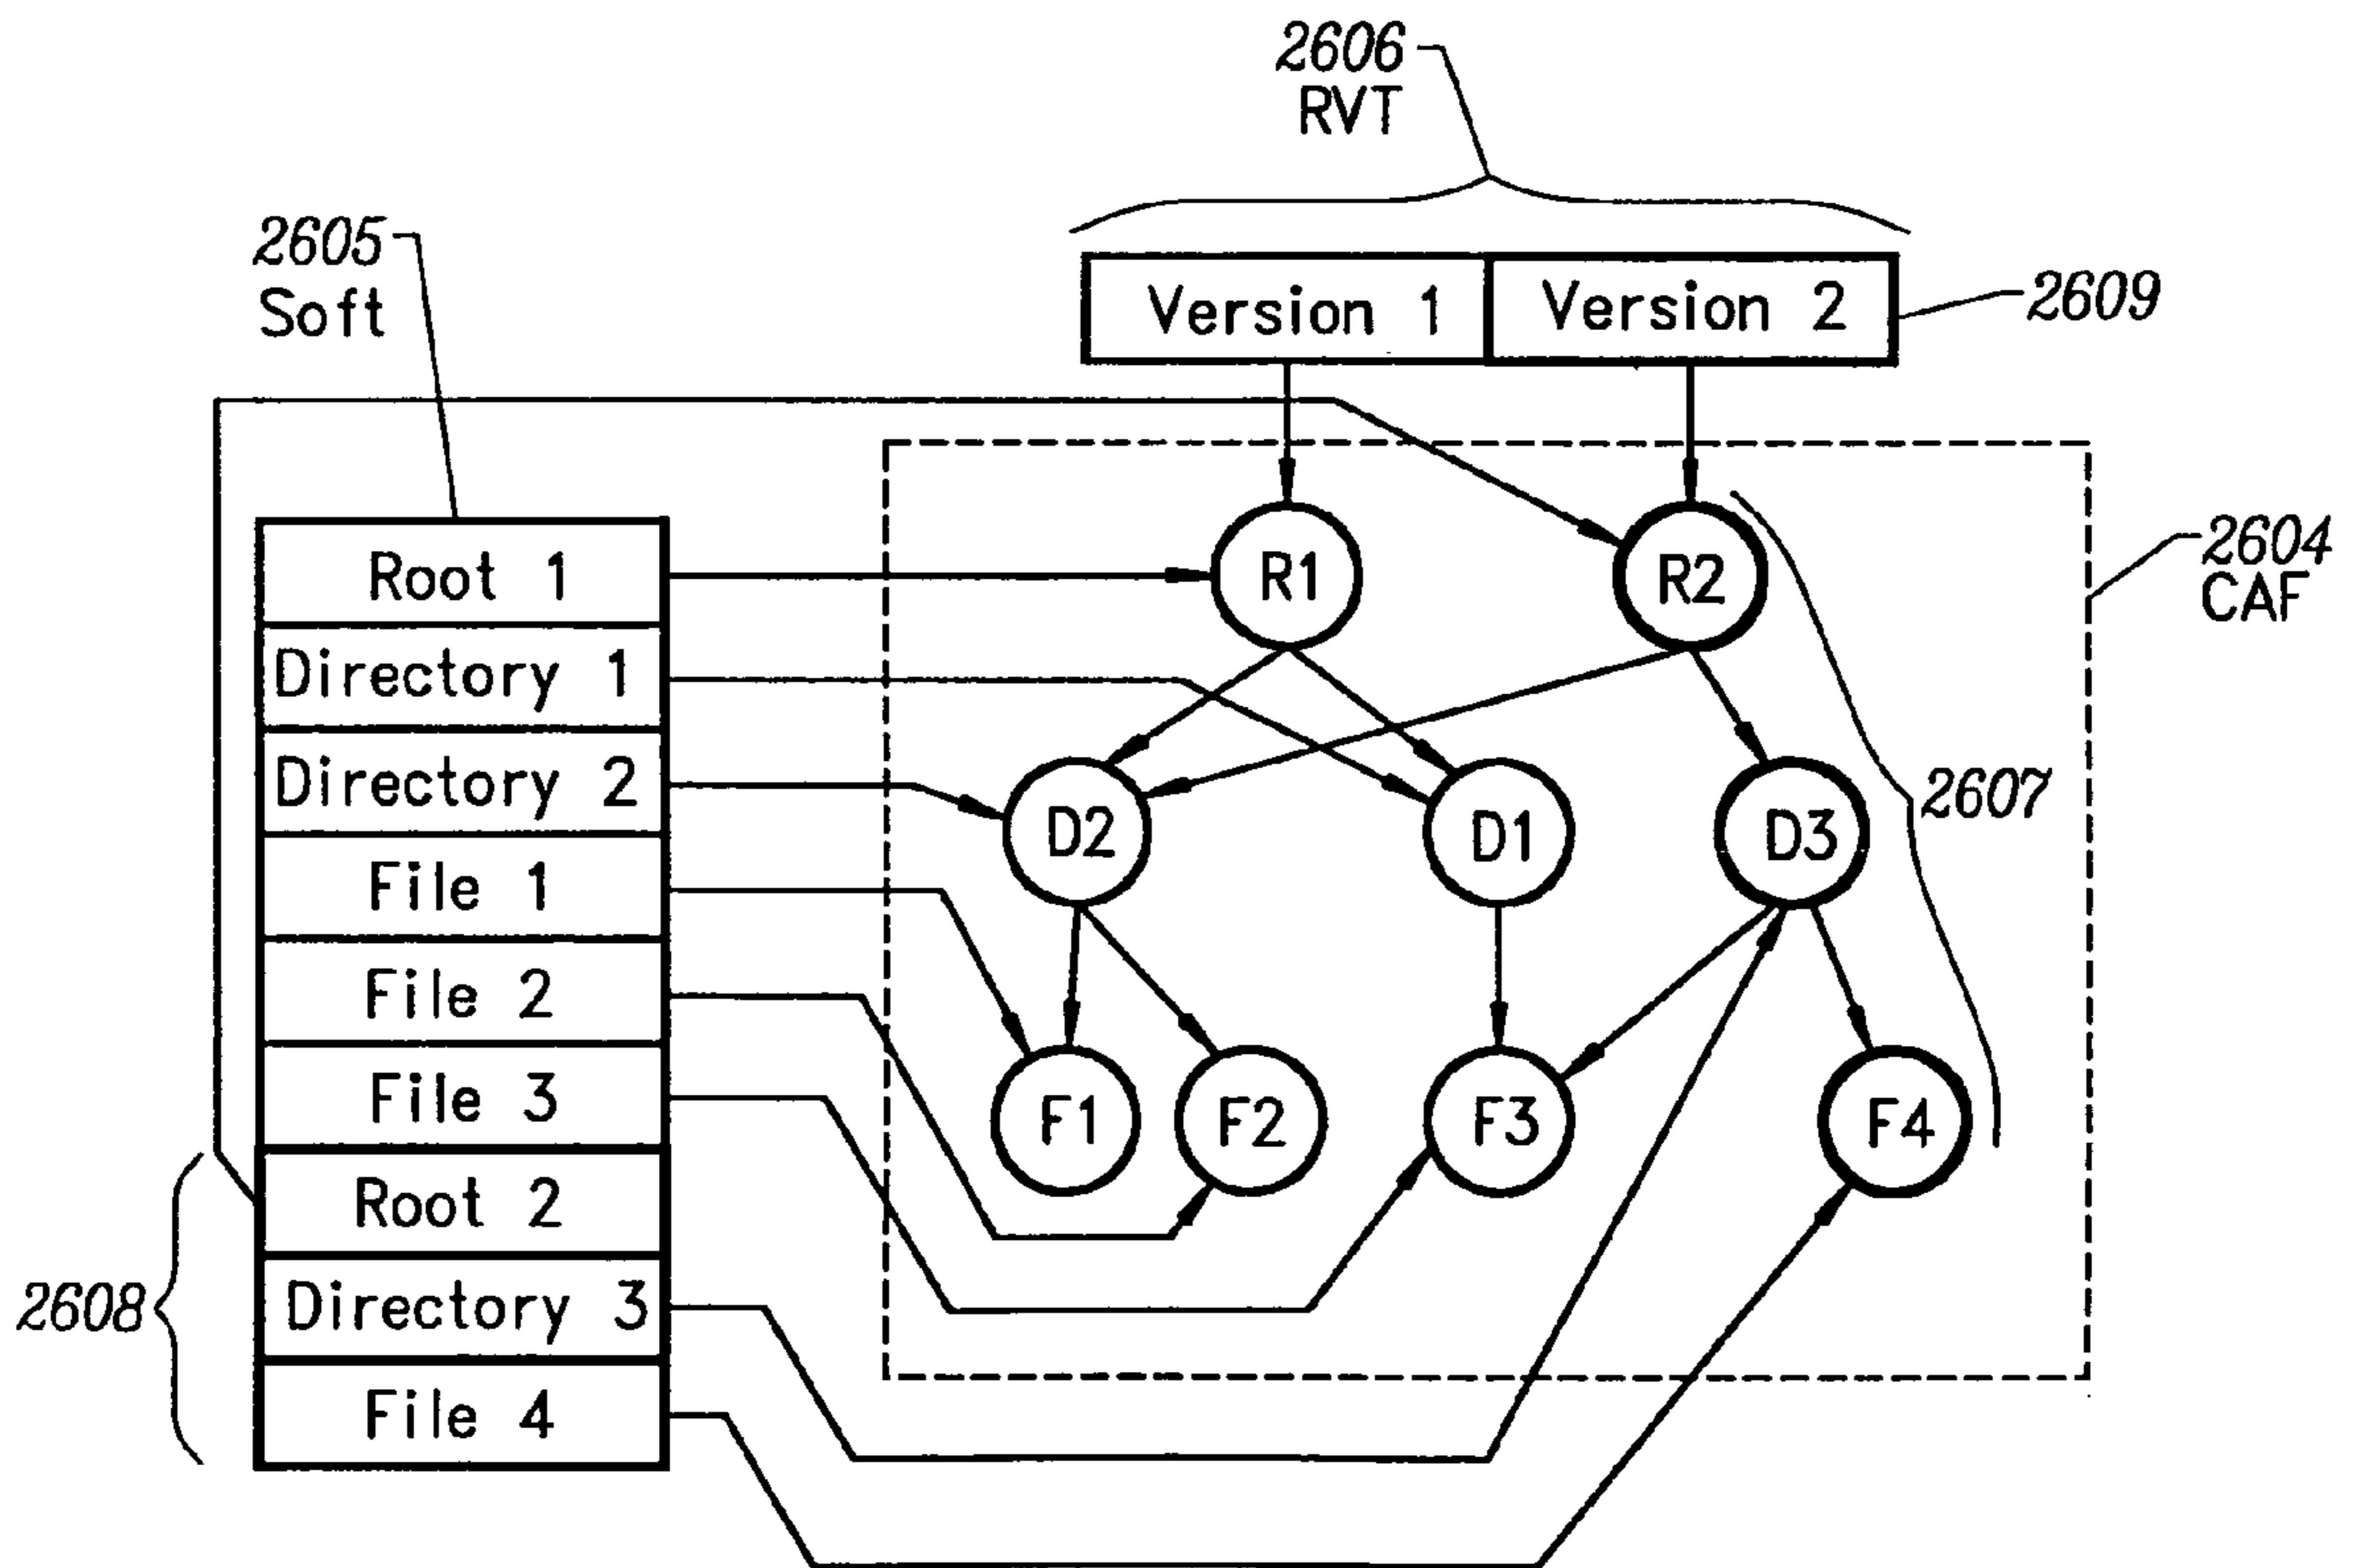 2606
RVT
2605
Soft
Version 1
Version 2
2609
2604
CAF
Root 1
R1
R2
Directory 1
Directory 2
2607
D2
D1
D3
File 1
File 2
File 3
F1
F2
F3
F4
Root 2
2608
Directory 3
File 4